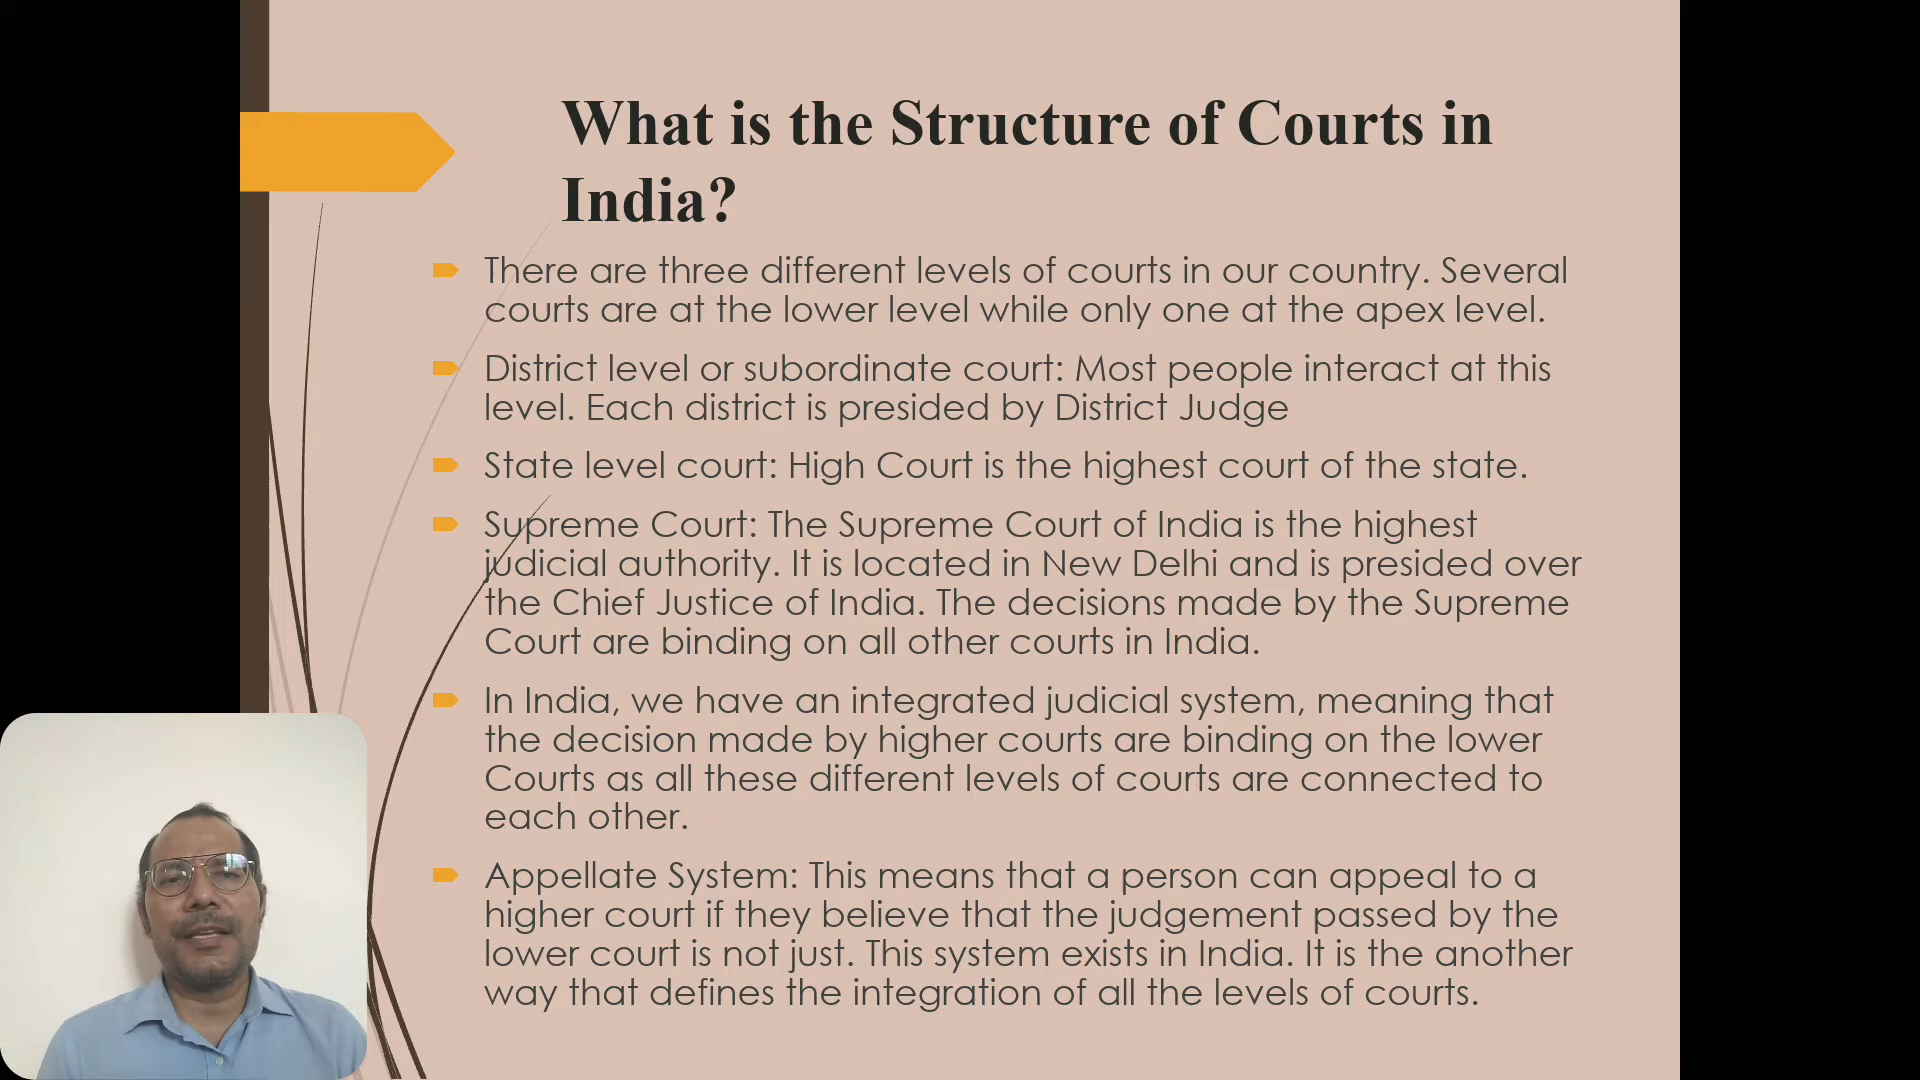 What is the Structure of Courts in
India?
There are three different levels of courts in our country. Several
courts are at the lower level while only one at the apex level.
District level or subordinate court: Most people interact at this
level. Each district is presided by District Judge
State level court: High Court is the highest court of the state.
Supreme Court: The Supreme Court of India is the highest
judicial authority. It is located in New Delhi and is presided over
the Chief Justice of India. The decisions made by the Supreme
Court are binding on all other courts in India.
In India, we have an integrated judicial system, meaning that
the decision made by higher courts are binding on the lower
Courts as all these different levels of courts are connected to
each other.
Appellate System: This means that a person can appeal to a
higher court if they believe that the judgement passed by the
lower court is not just. This system exists in India. It is the another
way that defines the integration of all the levels of courts.